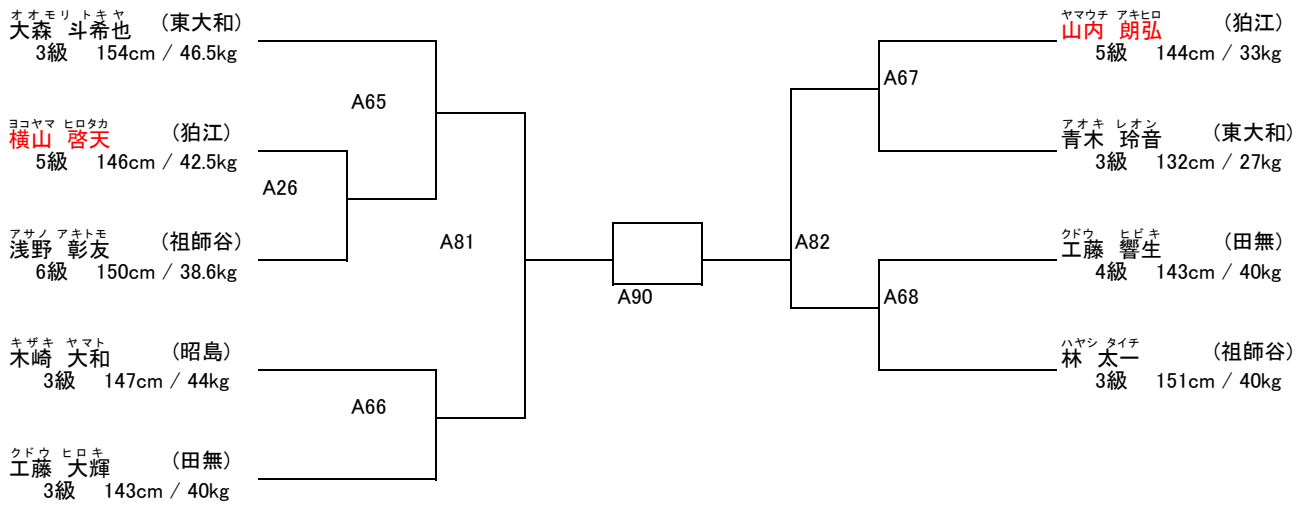 オオモリ トキヤ
大森 斗希也 (東大和)
3級 154cm / 46.5kg
A65
ヨコヤマ ヒロタカ
横山 啓天 (狛江)
5級 146cm / 42.5kg
A26
アサノ アキトモ
浅野 彰友 (祖師谷)
6級 150cm / 38.6kg
A81
キザキ ヤマト
木崎 大和 (昭島)
3級 147cm / 44kg
A66
クドウ ヒロキ
工藤 大輝 (田無)
3級 143cm / 40kg
A90
ヤマウチ アキヒロ
山内 朗弘 (狛江)
5級 144cm / 33kg
A67
アオキ レオン
青木 玲音 (東大和)
3級 132cm / 27kg
A82
クドウ ヒビキ
工藤 響生 (田無)
4級 143cm / 40kg
A68
ハヤシ タイチ
林 太一 (祖師谷)
3級 151cm / 40kg